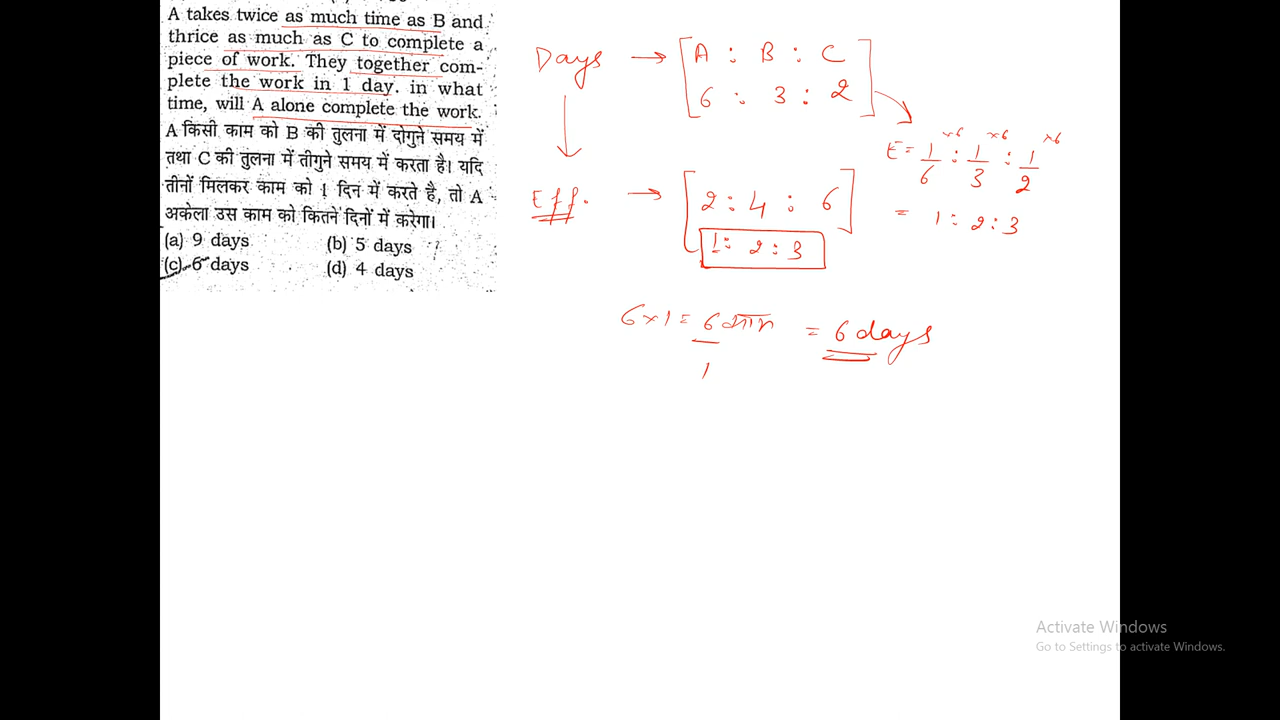 A takes twice as much time as B and
thrice as much as C to complete a
piece of work. They together com-
plete the work in 1 day. in what
time, will A alone complete the work.
A किसी काम को B की तुलना में दोगुने समय में
तथा C की तुलना में तीगुने समय में करता है। यदि
तीनों मिलकर काम को 1 दिन में करते है, तो A
अकेला उस काम को कितने दिनों में करेगा।
(a) 9 days (b) 5 days
(c) 6 days (d) 4 days
Days → [A : B : C
6 : 3 : 2]
E = 1/6 : 1/3 : 1/2
×6 ×6 ×6
= 1 : 2 : 3
Eff. → [2 : 4 : 6]
1 : 2 : 3
6×1 = 6 काम = 6 days
1
Activate Windows
Go to Settings to activate Windows.